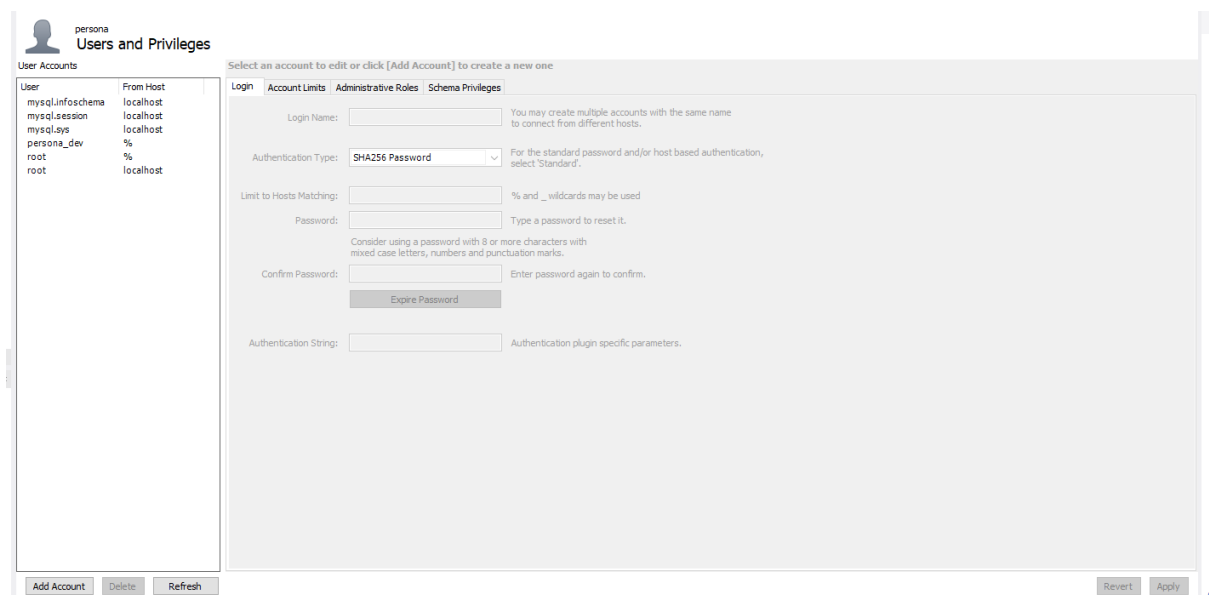 persona
Users and Privileges
User Accounts
Select an account to edit or click [Add Account] to create a new one
User From Host
mysql.infoschema localhost
mysql.session localhost
mysql.sys localhost
persona_dev %
root %
root localhost
Login Account Limits Administrative Roles Schema Privileges
Login Name: You may create multiple accounts with the same name
to connect from different hosts.
Authentication Type: SHA256 Password For the standard password and/or host based authentication,
select 'Standard'.
Limit to Hosts Matching: % and _ wildcards may be used
Password: Type a password to reset it.
Consider using a password with 8 or more characters with
mixed case letters, numbers and punctuation marks.
Confirm Password: Enter password again to confirm.
Expire Password
Authentication String: Authentication plugin specific parameters.
Add Account Delete Refresh Revert Apply